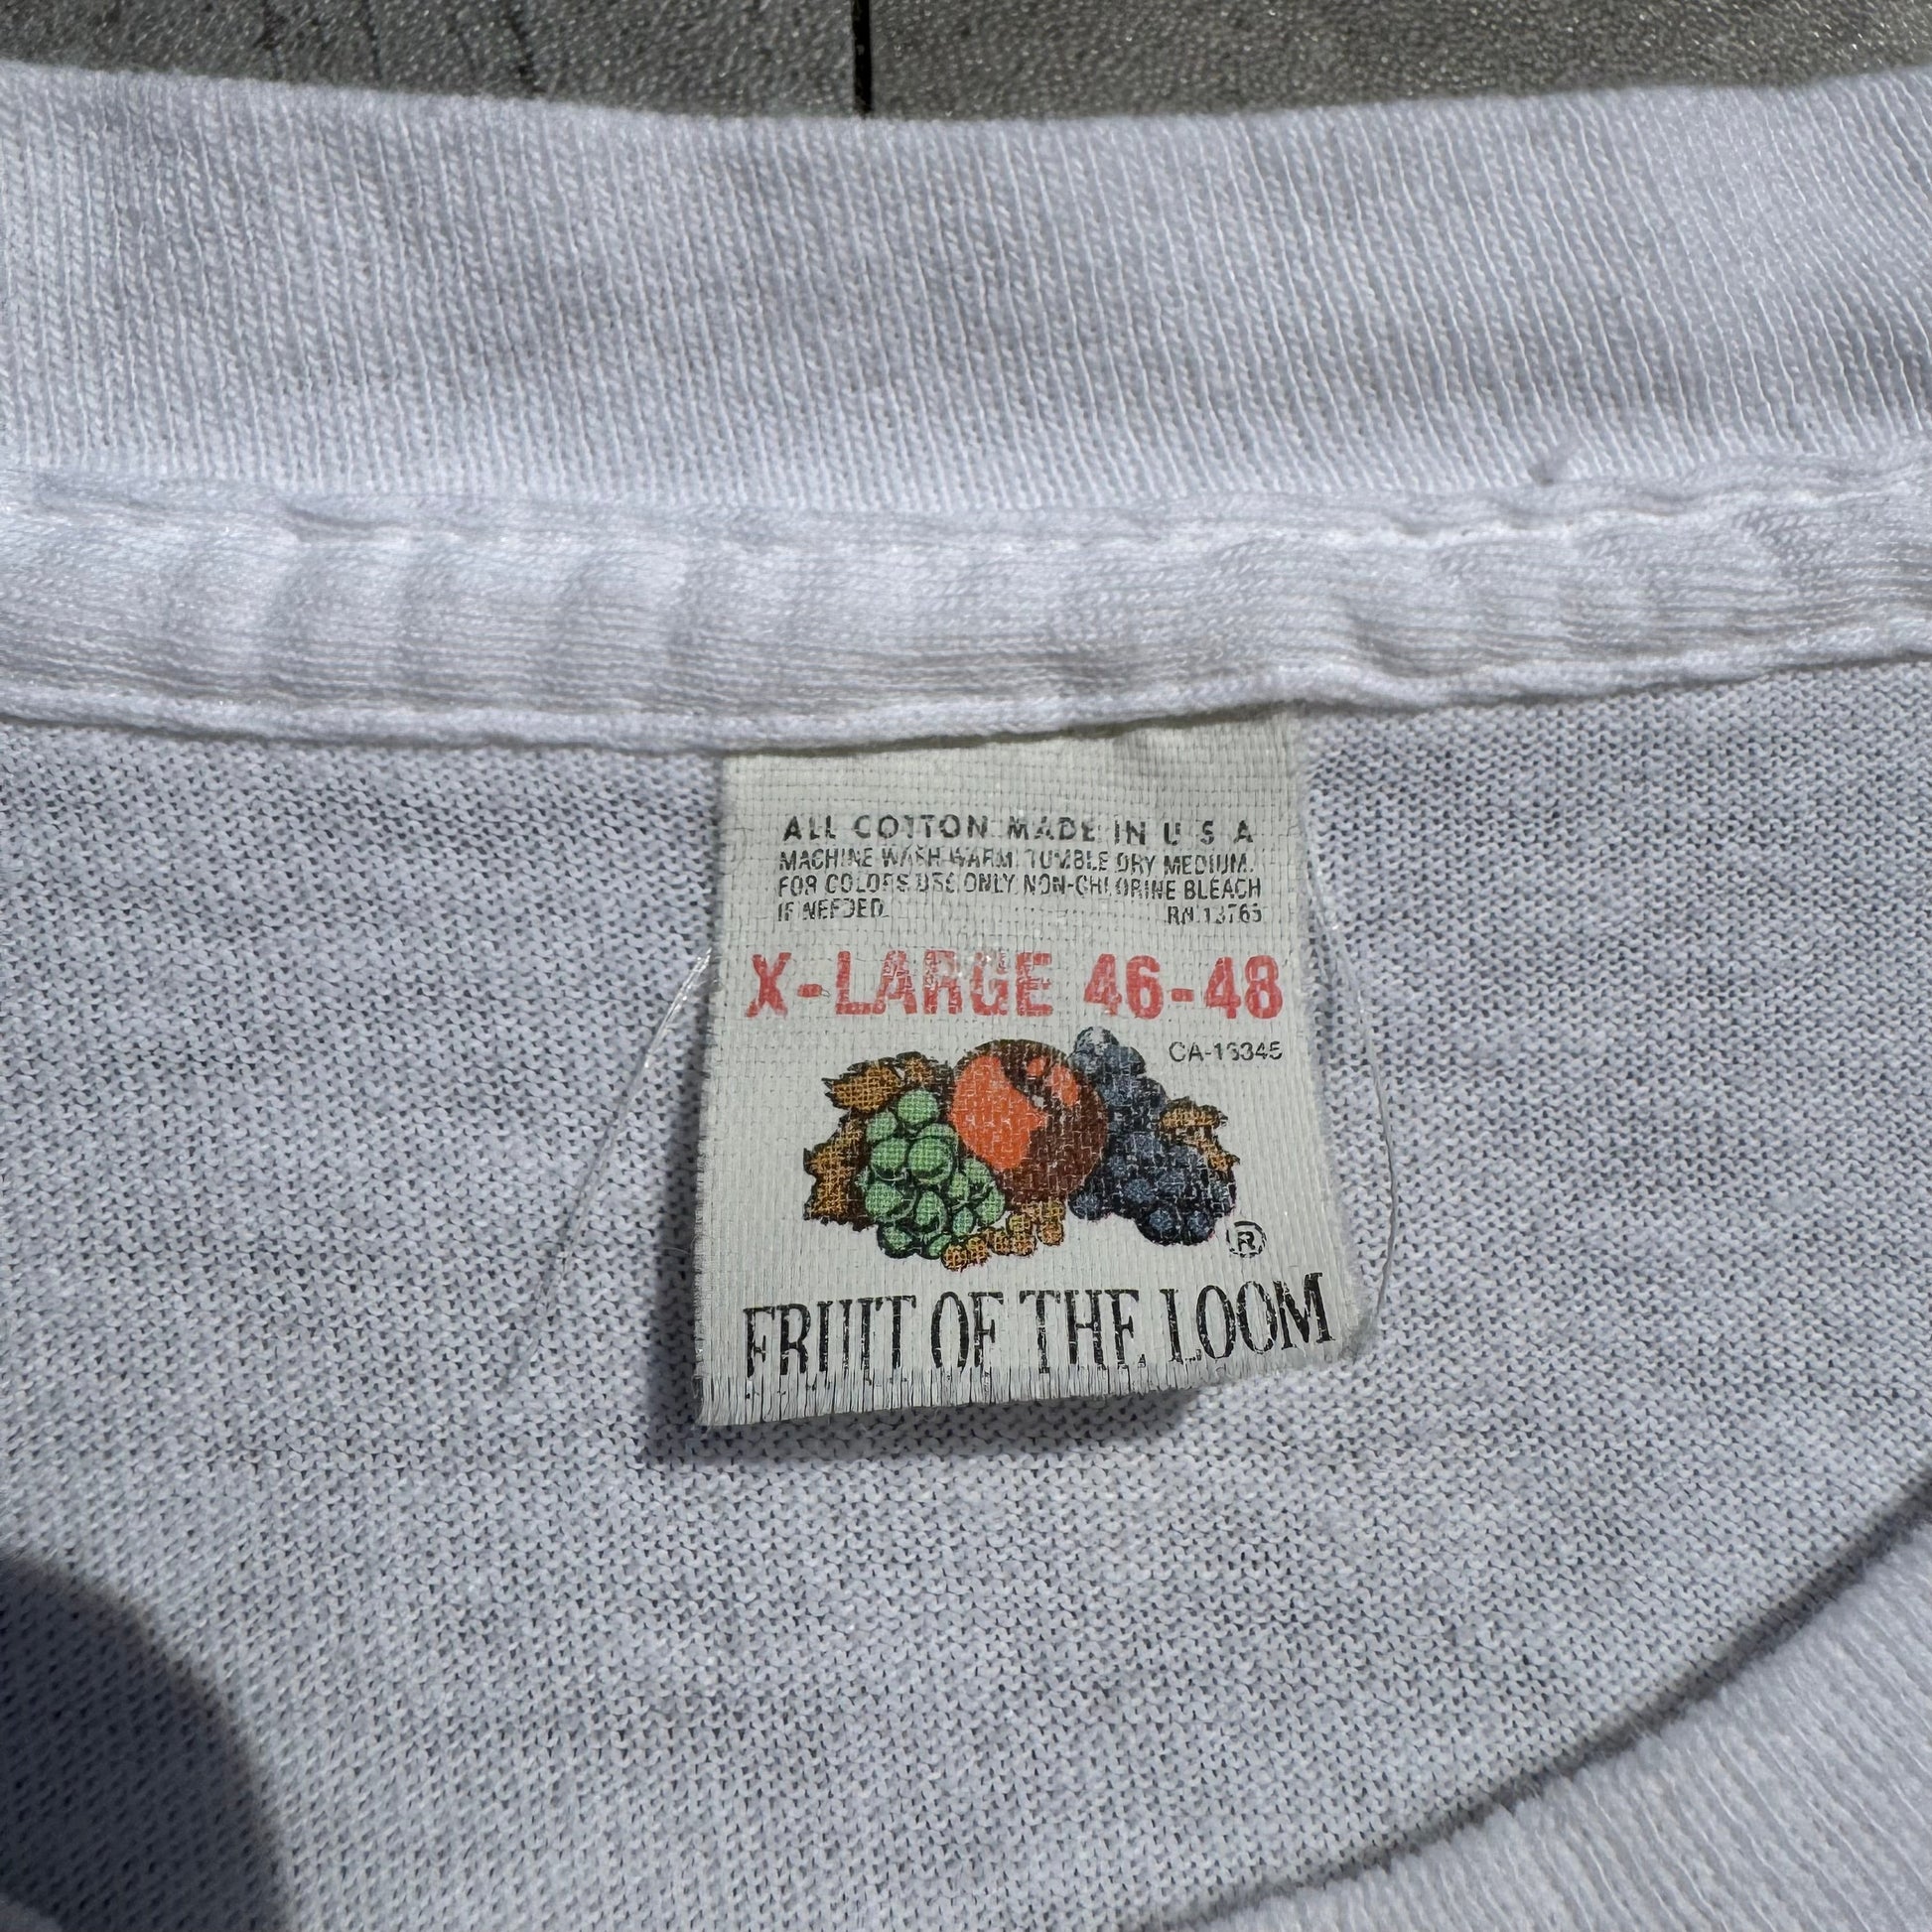 ALL COTTON MADE IN U S A
MACHINE WASH WARM. TUMBLE DRY MEDIUM.
FOR COLORS USE ONLY NON-CHLORINE BLEACH
IF NEEDED. RN 13765
X-LARGE 46-48
CA-16345
®
FRUIT OF THE LOOM